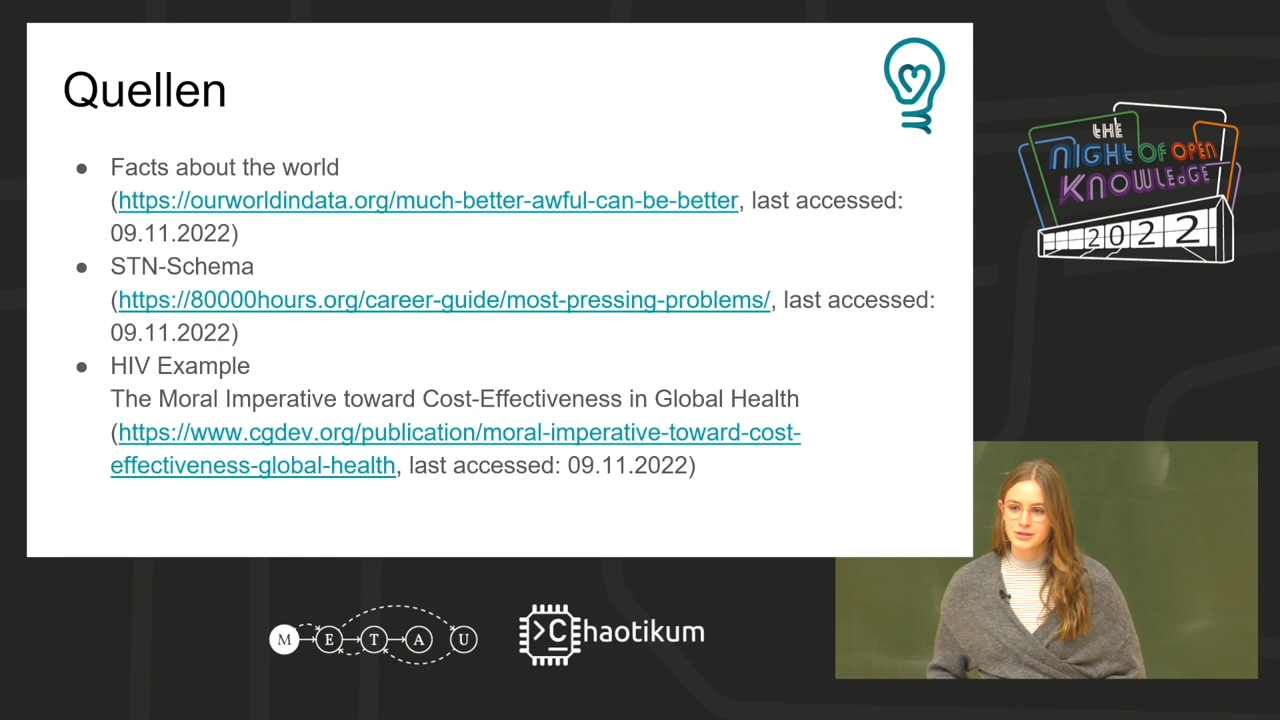 Quellen
● Facts about the world
(https://ourworldindata.org/much-better-awful-can-be-better, last accessed:
09.11.2022)
● STN-Schema
(https://80000hours.org/career-guide/most-pressing-problems/, last accessed:
09.11.2022)
● HIV Example
The Moral Imperative toward Cost-Effectiveness in Global Health
(https://www.cgdev.org/publication/moral-imperative-toward-cost-
effectiveness-global-health, last accessed: 09.11.2022)
THE
NIGHT OF OPEN
KNOWLEDGE
2022
M E T A U
>C haotikum